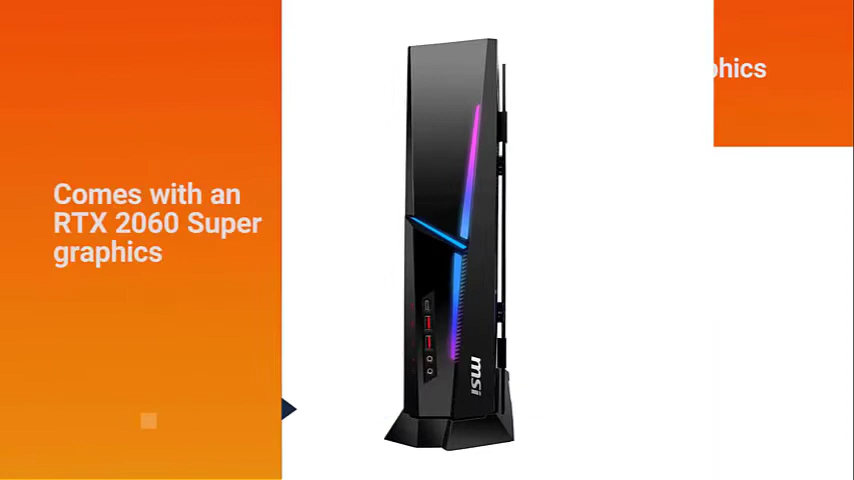 Comes with an
RTX 2060 Super
graphics
phics
msi